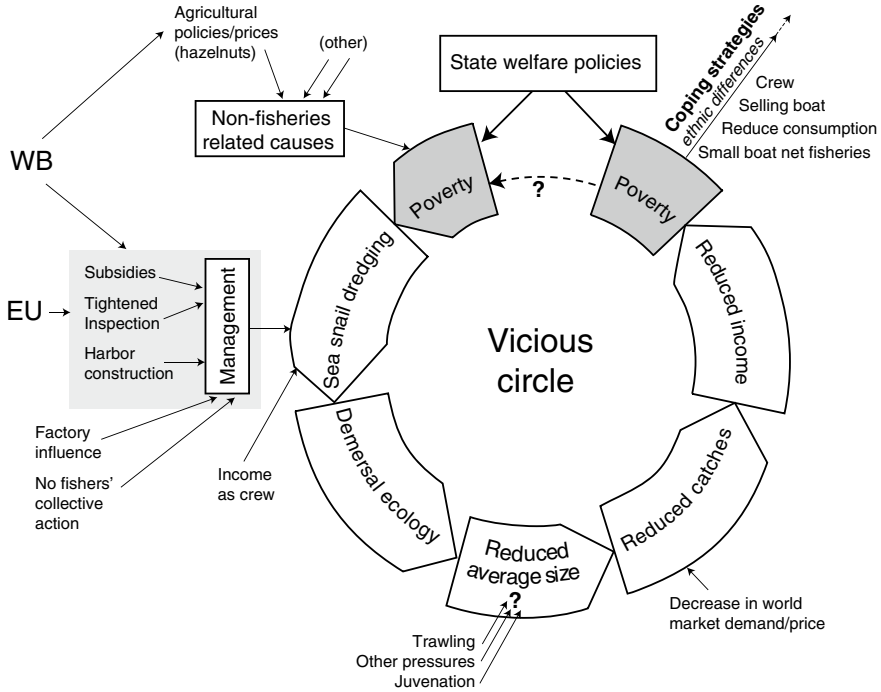 Agricultural
policies/prices
(hazelnuts)
(other)
State welfare policies
Coping strategies
ethnic differences
Crew
Selling boat
Reduce consumption
Small boat net fisheries
Non-fisheries
related causes
WB
Poverty
?
Poverty
Subsidies
Tightened
Inspection
Harbor
construction
Management
EU
Sea snail dredging
Reduced income
Vicious
circle
Factory
influence
No fishers'
collective
action
Income
as crew
Demersal ecology
Reduced catches
Reduced
average size
?
Decrease in world
market demand/price
Trawling
Other pressures
Juvenation